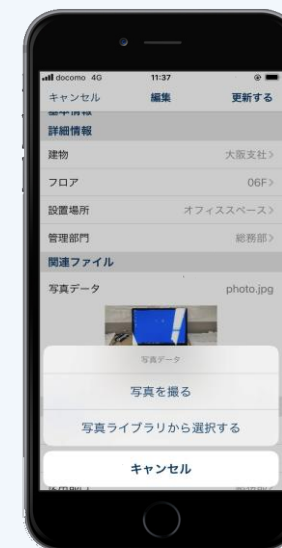 docomo 4G 11:37
キャンセル 編集 更新する
基本情報
詳細情報
建物 大阪支社>
フロア 06F>
設置場所 オフィススペース>
管理部門 総務部>
関連ファイル
写真データ photo.jpg
写真データ
写真を撮る
写真ライブラリから選択する
キャンセル